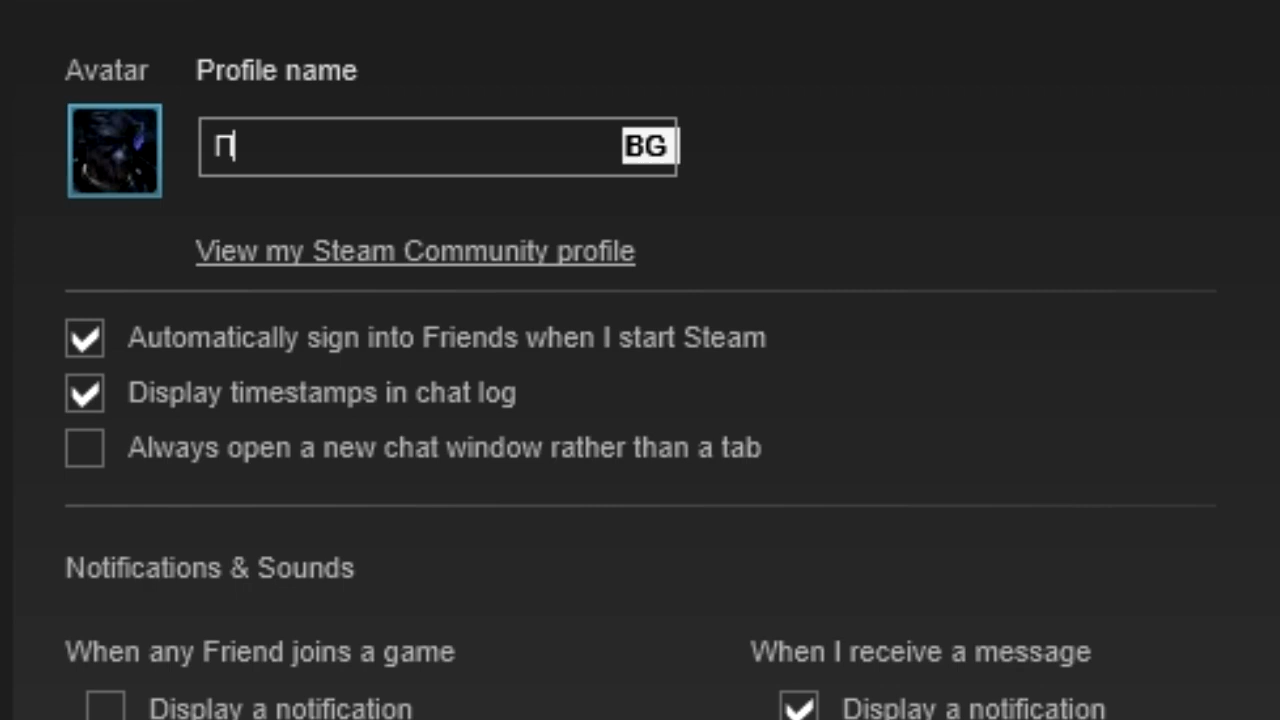 Avatar Profile name
П BG
View my Steam Community profile
Automatically sign into Friends when I start Steam
Display timestamps in chat log
Always open a new chat window rather than a tab
Notifications & Sounds
When any Friend joins a game When I receive a message
Display a notification Display a notification